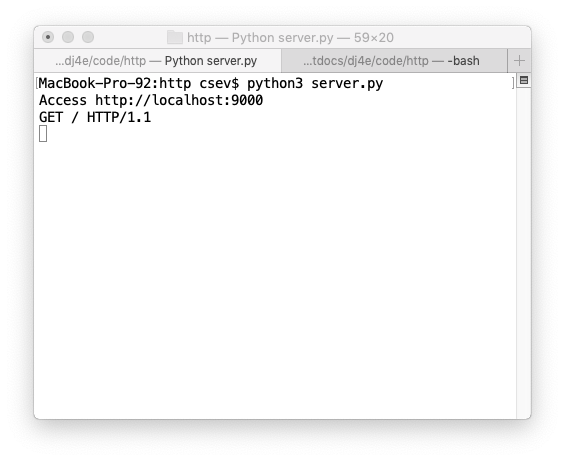 http — Python server.py — 59×20
...dj4e/code/http — Python server.py
...tdocs/dj4e/code/http — -bash
+
[MacBook-Pro-92:http csev$ python3 server.py ]
Access http://localhost:9000
GET / HTTP/1.1